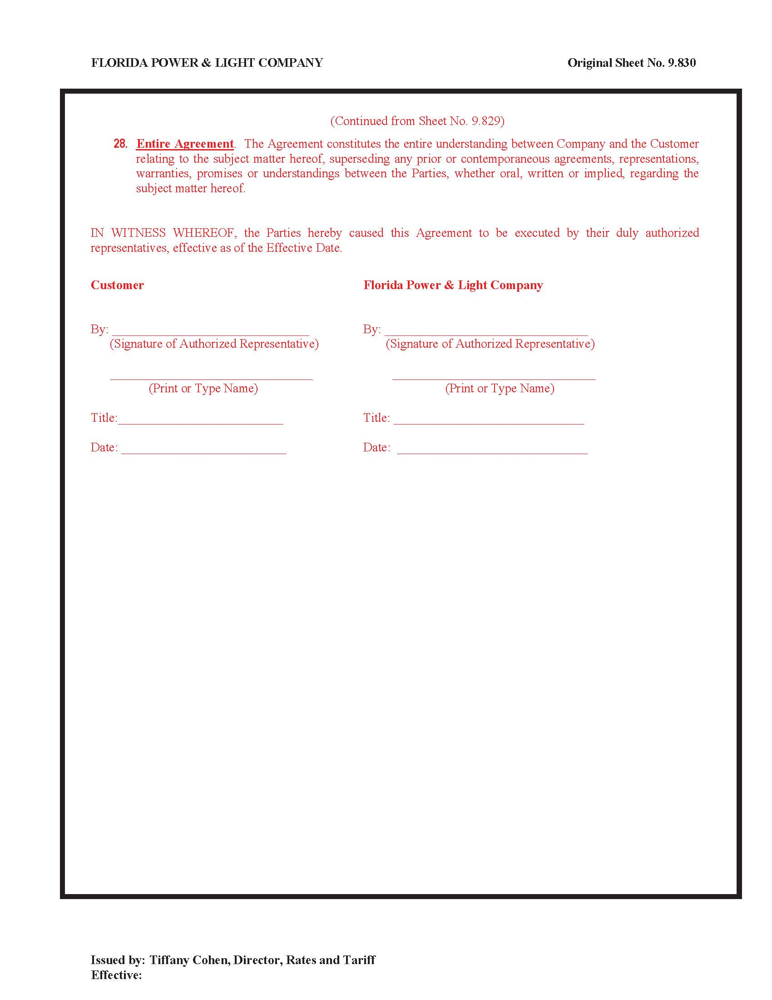 FLORIDA POWER & LIGHT COMPANY Original Sheet No. 9.830
(Continued from Sheet No. 9.829)
28. Entire Agreement. The Agreement constitutes the entire understanding between Company and the Customer
relating to the subject matter hereof, superseding any prior or contemporaneous agreements, representations,
warranties, promises or understandings between the Parties, whether oral, written or implied, regarding the
subject matter hereof.
IN WITNESS WHEREOF, the Parties hereby caused this Agreement to be executed by their duly authorized
representatives, effective as of the Effective Date.
Customer Florida Power & Light Company
By: _______________________________ By: ________________________________
(Signature of Authorized Representative) (Signature of Authorized Representative)
________________________________ ________________________________
(Print or Type Name) (Print or Type Name)
Title:__________________________ Title: ______________________________
Date: __________________________ Date: ______________________________
Issued by: Tiffany Cohen, Director, Rates and Tariff
Effective: